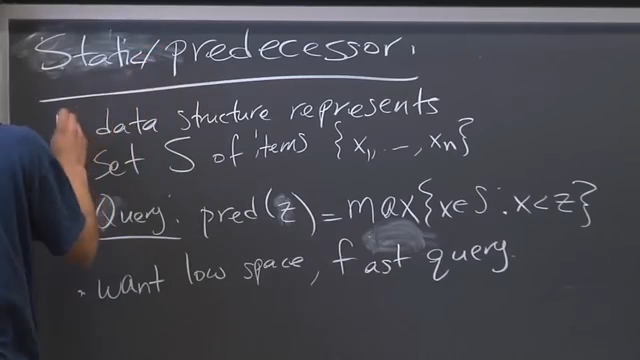 Static/predecessor:
data structure represents
set S of items {x1, --, xn}
Query: pred(z) = max{x∈S: x<z}
• want low space, fast query.